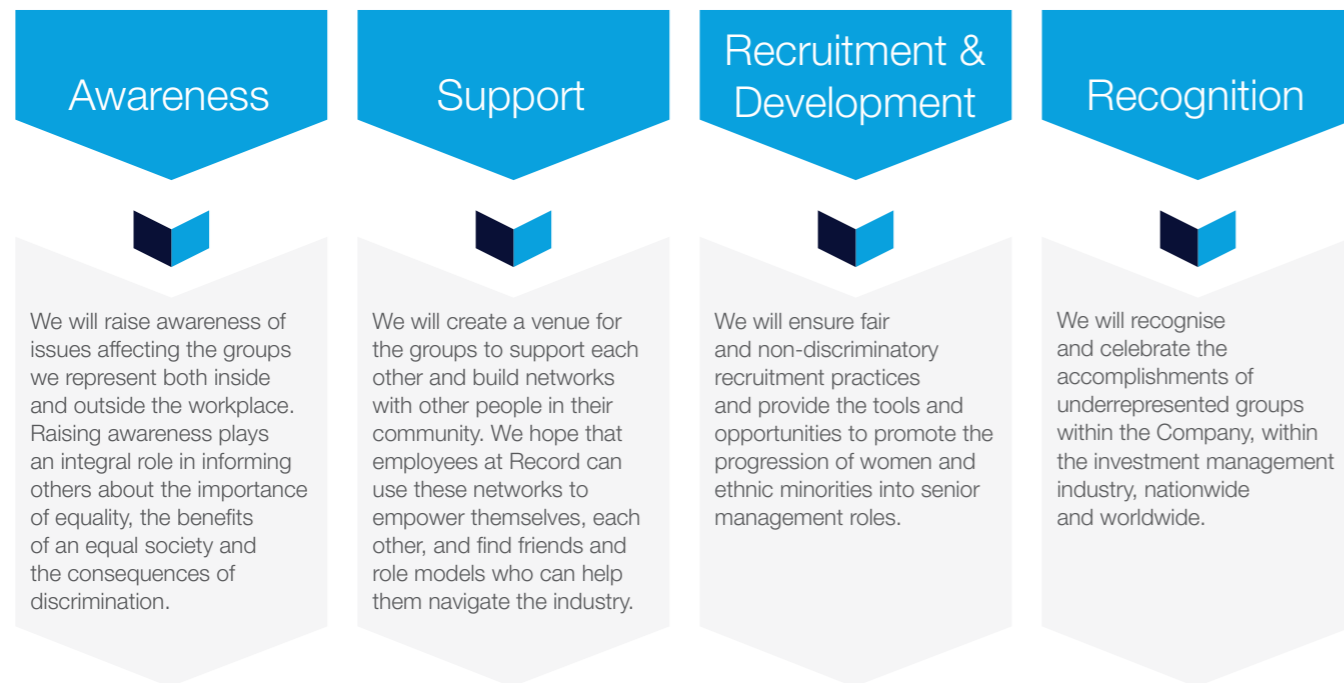 Awareness
We will raise awareness of
issues affecting the groups
we represent both inside
and outside the workplace.
Raising awareness plays
an integral role in informing
others about the importance
of equality, the benefits
of an equal society and
the consequences of
discrimination.
Support
We will create a venue for
the groups to support each
other and build networks
with other people in their
community. We hope that
employees at Record can
use these networks to
empower themselves, each
other, and find friends and
role models who can help
them navigate the industry.
Recruitment &
Development
We will ensure fair
and non-discriminatory
recruitment practices
and provide the tools and
opportunities to promote the
progression of women and
ethnic minorities into senior
management roles.
Recognition
We will recognise
and celebrate the
accomplishments of
underrepresented groups
within the Company, within
the investment management
industry, nationwide
and worldwide.